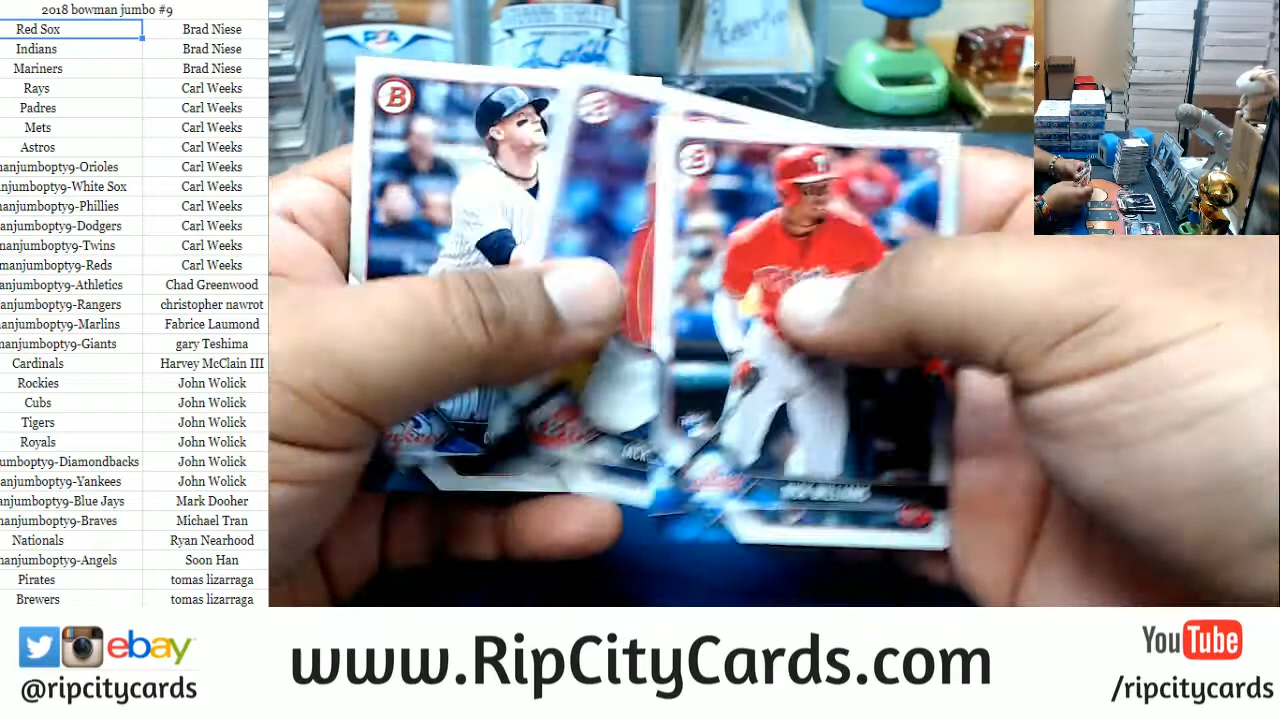 2018 bowman jumbo #9
Red Sox Brad Niese
Indians Brad Niese
Mariners Brad Niese
Rays Carl Weeks
Padres Carl Weeks
Mets Carl Weeks
Astros Carl Weeks
manjumbopty9-Orioles Carl Weeks
njumbopty9-White Sox Carl Weeks
anjumbopty9-Phillies Carl Weeks
anjumbopty9-Dodgers Carl Weeks
manjumbopty9-Twins Carl Weeks
manjumbopty9-Reds Carl Weeks
anjumbopty9-Athletics Chad Greenwood
anjumbopty9-Rangers christopher nawrot
anjumbopty9-Marlins Fabrice Laumond
manjumbopty9-Giants gary Teshima
Cardinals Harvey McClain III
Rockies John Wolick
Cubs John Wolick
Tigers John Wolick
Royals John Wolick
umbopty9-Diamondbacks John Wolick
anjumbopty9-Yankees John Wolick
anjumbopty9-Blue Jays Mark Dooher
manjumbopty9-Braves Michael Tran
Nationals Ryan Nearhood
manjumbopty9-Angels Soon Han
Pirates tomas lizarraga
Brewers tomas lizarraga
PSA
B
JACK
ebay
@ripcitycards
www.RipCityCards.com
YouTube
/ripcitycards